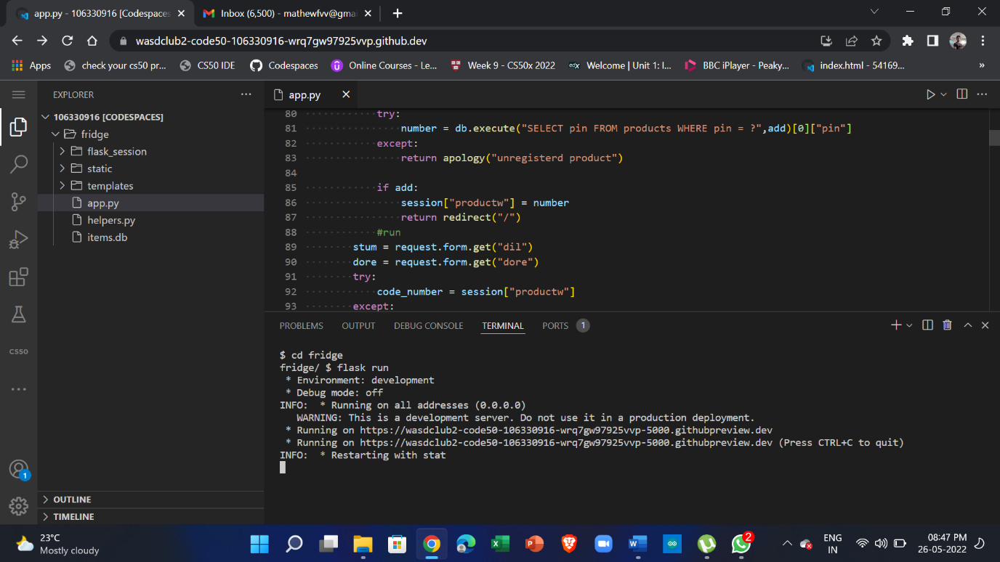 app.py - 106330916 [Codespaces
Inbox (6,500) - mathewfvv@gmai
wasdclub2-code50-106330916-wrq7gw97925vvp.github.dev
Apps
check your cs50 pr...
CS50 IDE
Codespaces
Online Courses - Le...
Week 9 - CS50x 2022
edX
Welcome | Unit 1: I...
BBC iPlayer - Peaky...
index.html - 54169...
»
EXPLORER
106330916 [CODESPACES]
fridge
flask_session
static
templates
app.py
helpers.py
items.db
CS50
1
OUTLINE
TIMELINE
app.py
80 try:
81 number = db.execute("SELECT pin FROM products WHERE pin = ?",add)[0]["pin"]
82 except:
83 return apology("unregisterd product")
84
85 if add:
86 session["productw"] = number
87 return redirect("/")
88 #run
89 stum = request.form.get("dil")
90 dore = request.form.get("dore")
91 try:
92 code_number = session["productw"]
93 except:
PROBLEMS OUTPUT DEBUG CONSOLE TERMINAL PORTS 1
$ cd fridge
fridge/ $ flask run
* Environment: development
* Debug mode: off
INFO:  * Running on all addresses (0.0.0.0)
WARNING: This is a development server. Do not use it in a production deployment.
* Running on https://wasdclub2-code50-106330916-wrq7gw97925vvp-5000.githubpreview.dev
* Running on https://wasdclub2-code50-106330916-wrq7gw97925vvp-5000.githubpreview.dev (Press CTRL+C to quit)
INFO:  * Restarting with stat
23°C
Mostly cloudy
2
ENG
IN
08:47 PM
26-05-2022